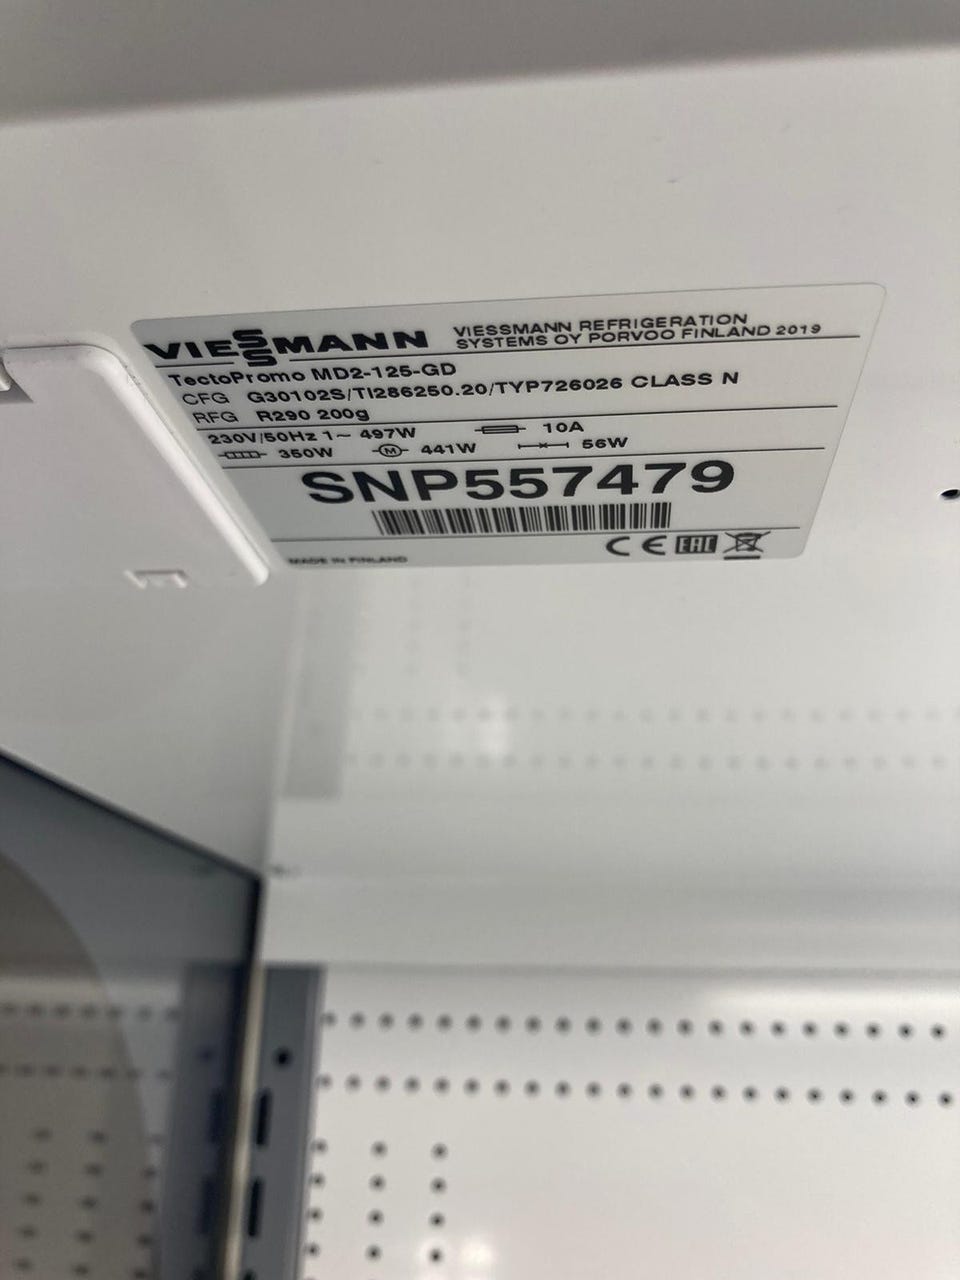 VIESSMANN
VIESSMANN REFRIGERATION
SYSTEMS OY PORVOO FINLAND 2019
TectoPromo MD2-125-GD
CFG G30102S/TI286250.20/TYP726026 CLASS N
RFG R290 200g
230V/50Hz 1~ 497W 10A
350W M 441W 56W
SNP557479
MADE IN FINLAND
CE EAC